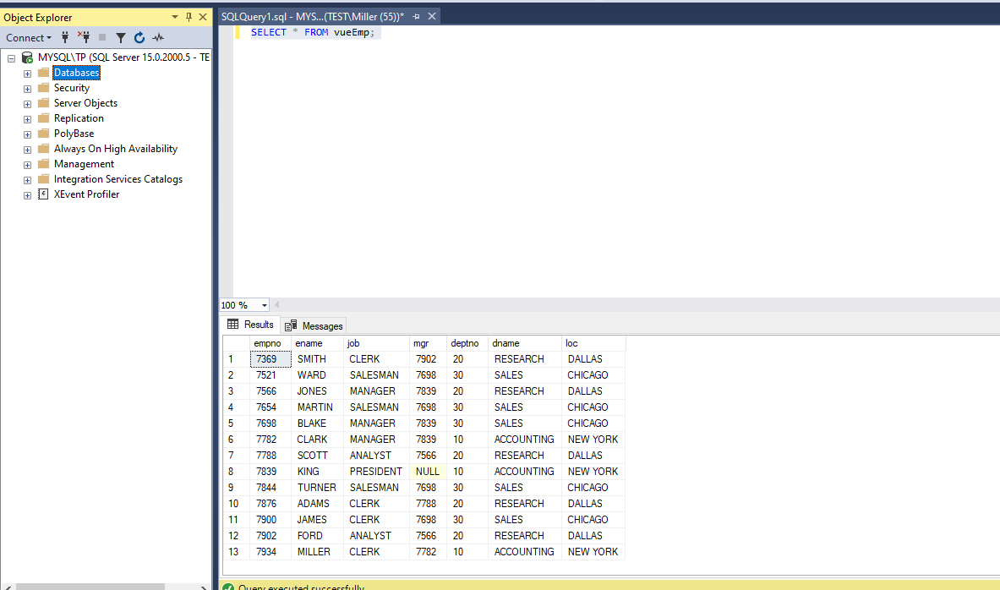 Object Explorer
Connect
MYSQL\TP (SQL Server 15.0.2000.5 - TE
Databases
Security
Server Objects
Replication
PolyBase
Always On High Availability
Management
Integration Services Catalogs
XEvent Profiler
SQLQuery1.sql - MYS...(TEST\Miller (55))*
SELECT * FROM vueEmp;
100 %
Results Messages
empno ename job mgr deptno dname loc
1 7369 SMITH CLERK 7902 20 RESEARCH DALLAS
2 7521 WARD SALESMAN 7698 30 SALES CHICAGO
3 7566 JONES MANAGER 7839 20 RESEARCH DALLAS
4 7654 MARTIN SALESMAN 7698 30 SALES CHICAGO
5 7698 BLAKE MANAGER 7839 30 SALES CHICAGO
6 7782 CLARK MANAGER 7839 10 ACCOUNTING NEW YORK
7 7788 SCOTT ANALYST 7566 20 RESEARCH DALLAS
8 7839 KING PRESIDENT NULL 10 ACCOUNTING NEW YORK
9 7844 TURNER SALESMAN 7698 30 SALES CHICAGO
10 7876 ADAMS CLERK 7788 20 RESEARCH DALLAS
11 7900 JAMES CLERK 7698 30 SALES CHICAGO
12 7902 FORD ANALYST 7566 20 RESEARCH DALLAS
13 7934 MILLER CLERK 7782 10 ACCOUNTING NEW YORK
Query executed successfully